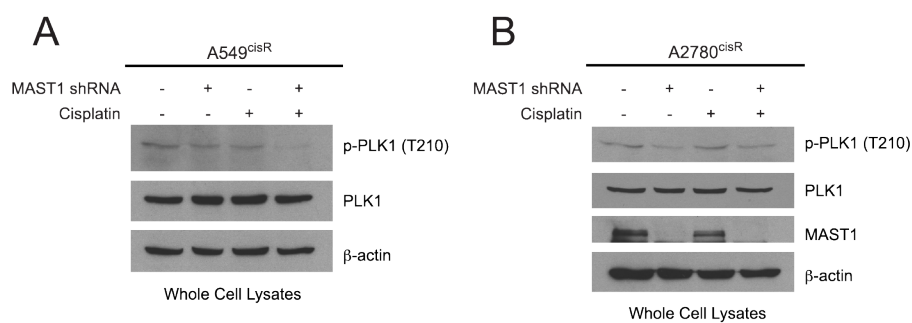 A
A549cisR
MAST1 shRNA - + - +
Cisplatin - - + +
p-PLK1 (T210)
PLK1
β-actin
Whole Cell Lysates
B
A2780cisR
MAST1 shRNA - + - +
Cisplatin - - + +
p-PLK1 (T210)
PLK1
MAST1
β-actin
Whole Cell Lysates